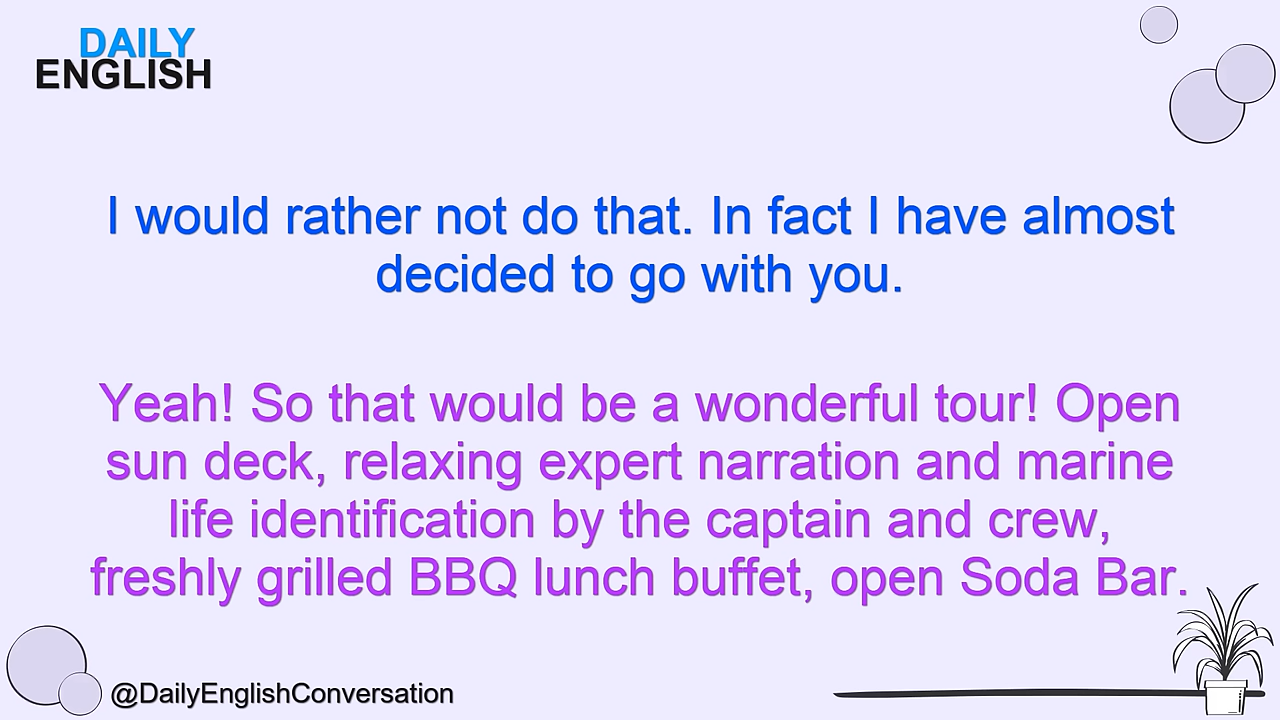 DAILY
ENGLISH
I would rather not do that. In fact I have almost
decided to go with you.
Yeah! So that would be a wonderful tour! Open
sun deck, relaxing expert narration and marine
life identification by the captain and crew,
freshly grilled BBQ lunch buffet, open Soda Bar.
@DailyEnglishConversation